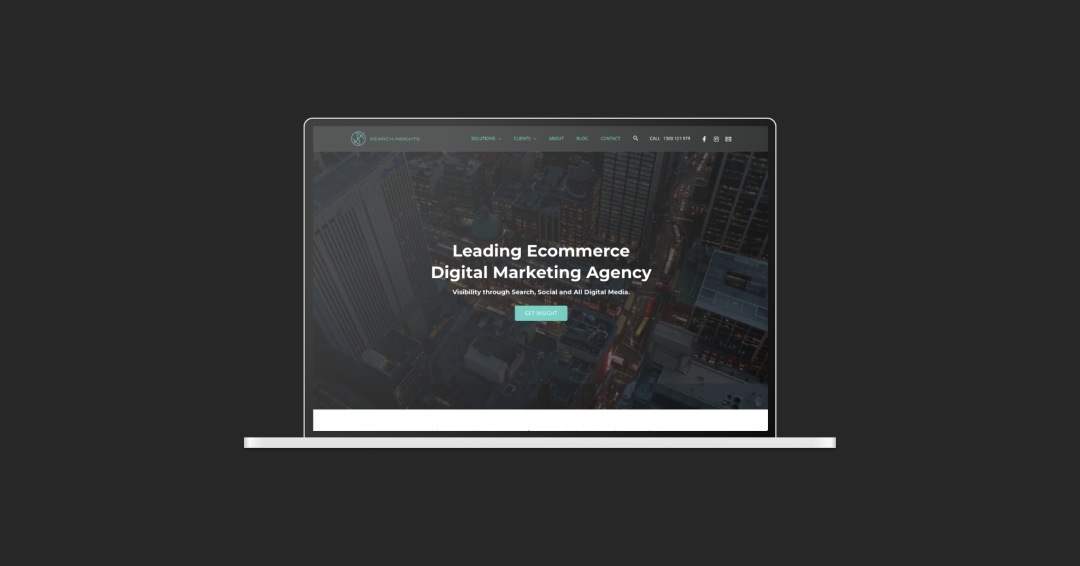 SEARCH INSIGHTS
SOLUTIONS
CLIENTS
ABOUT
BLOG
CONTACT
CALL 1300 121 979
Leading Ecommerce
Digital Marketing Agency
Visibility through Search, Social and All Digital Media.
GET INSIGHT